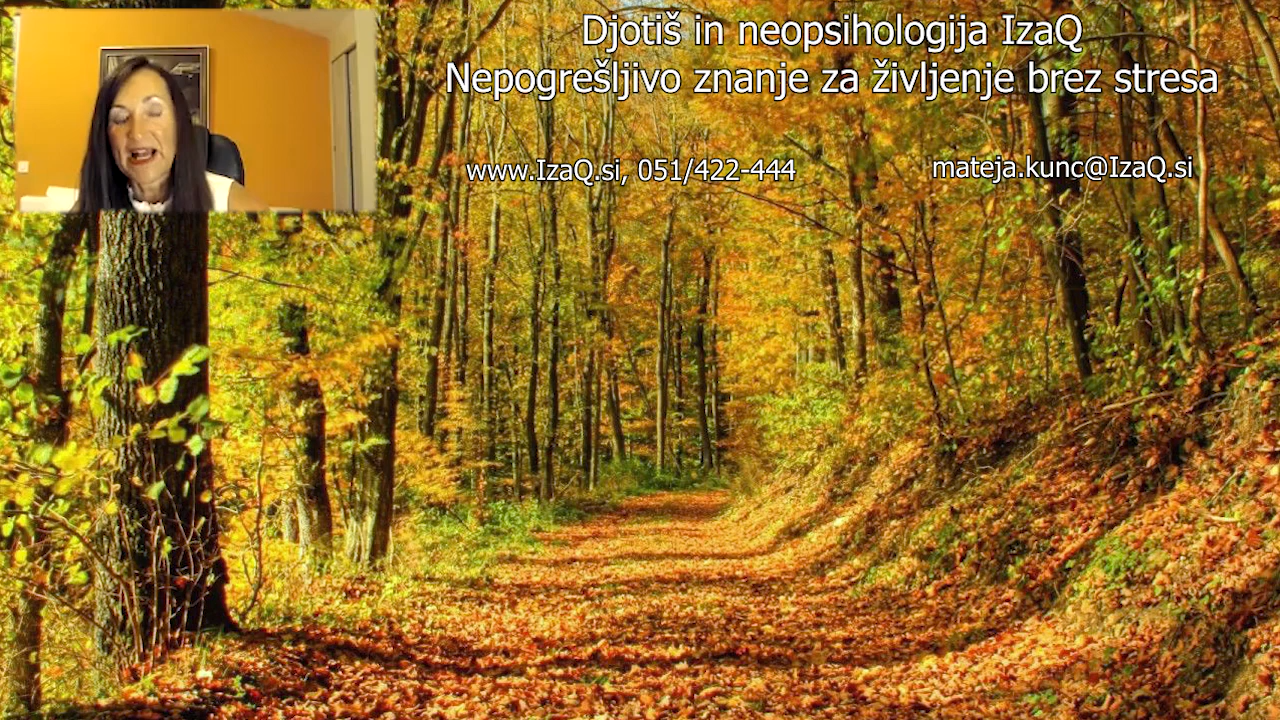 Djotiš in neopsihologija IzaQ
Nepogrešljivo znanje za življenje brez stresa
www.IzaQ.si, 051/422-444
mateja.kunc@IzaQ.si